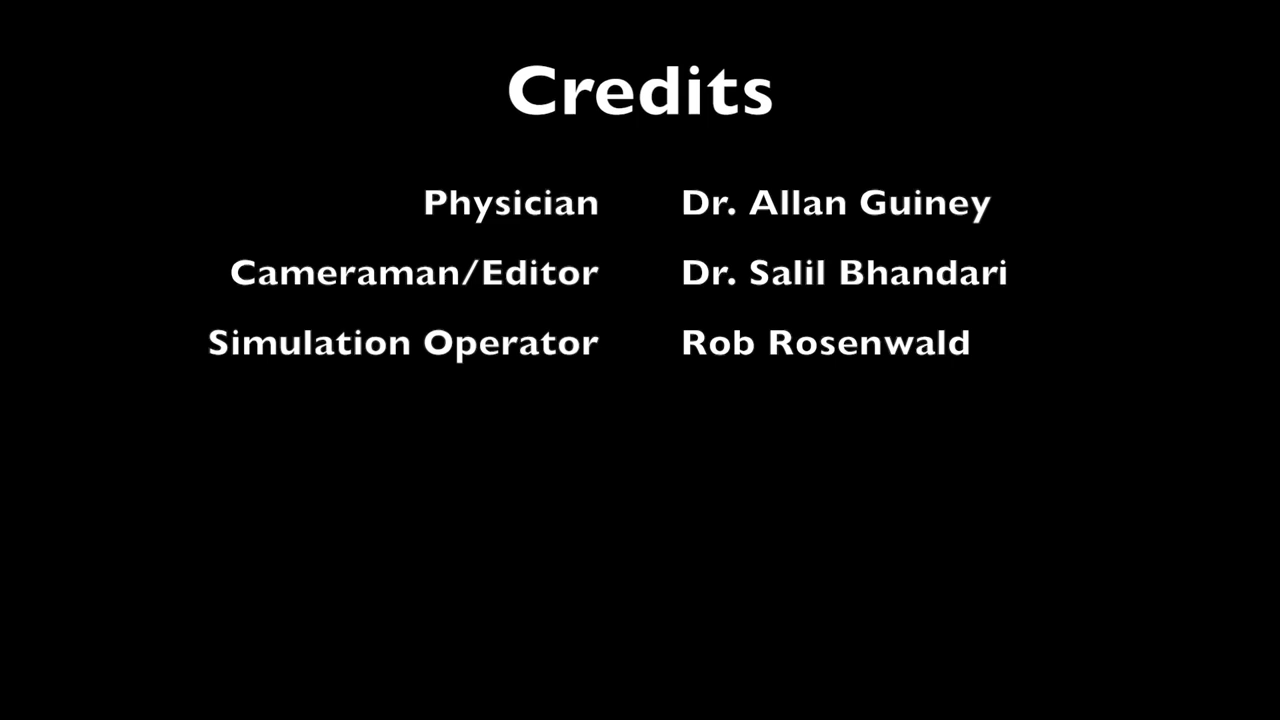 Credits
Physician Dr. Allan Guiney
Cameraman/Editor Dr. Salil Bhandari
Simulation Operator Rob Rosenwald